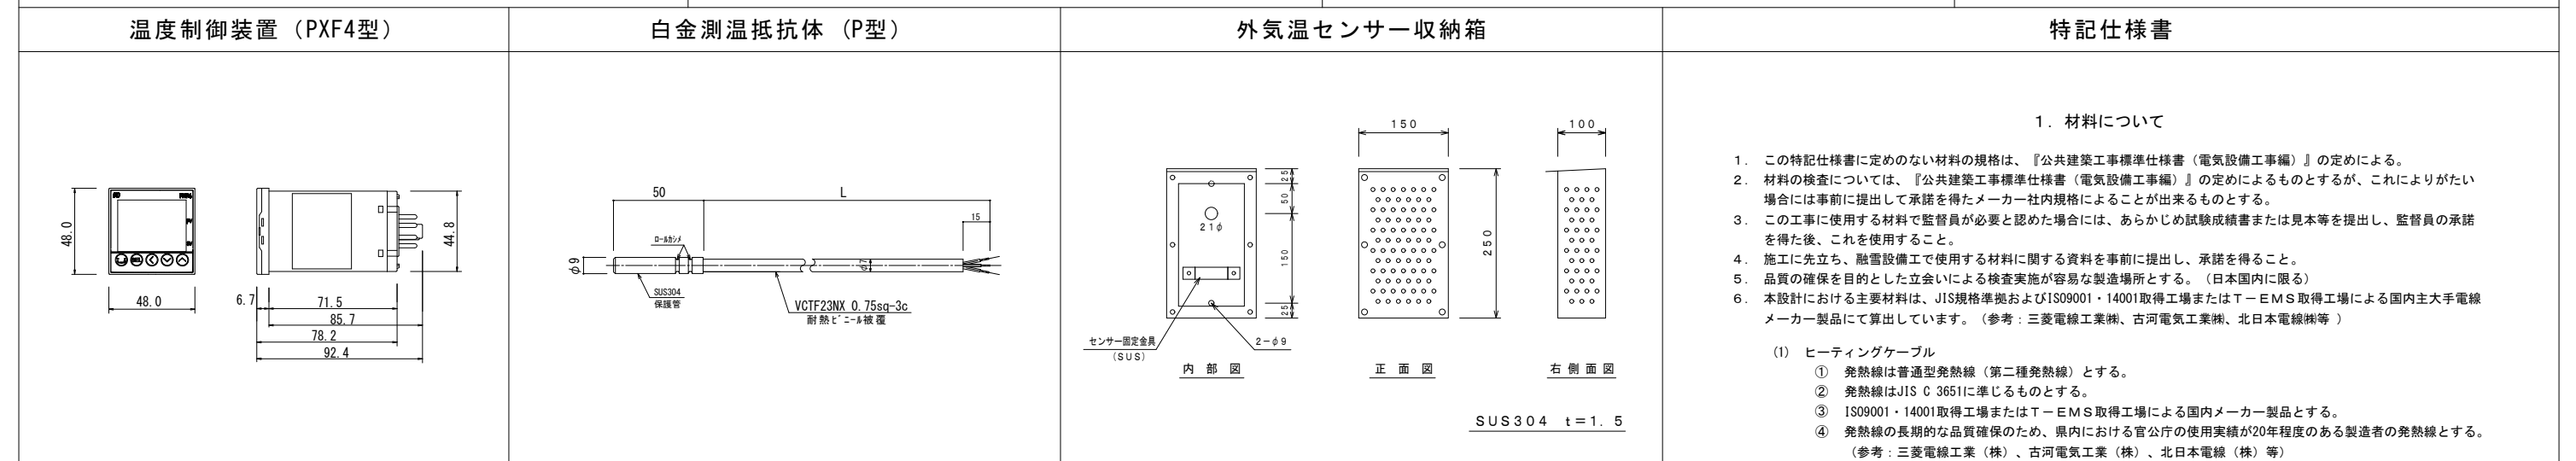 温度制御装置（PXF4型）
48.0
48.0
6.7
71.5
85.7
78.2
92.4
44.8
白金測温抵抗体（P型）
50
L
15
ロールカシメ
φ9
φ7
SUS304
保護管
VCTF23NX 0.75sq-3c
耐熱ビニール被覆
外気温センサー収納箱
25
50
150
25
21φ
センサー固定金具
(SUS)
2－φ9
内部図
150
250
正面図
100
右側面図
SUS304 t＝1.5
特記仕様書
1．材料について
1． この特記仕様書に定めのない材料の規格は、『公共建築工事標準仕様書（電気設備工事編）』の定めによる。
2． 材料の検査については、『公共建築工事標準仕様書（電気設備工事編）』の定めによるものとするが、これによりがたい
場合には事前に提出して承諾を得たメーカー社内規格によることが出来るものとする。
3． この工事に使用する材料で監督員が必要と認めた場合には、あらかじめ試験成績書または見本等を提出し、監督員の承諾
を得た後、これを使用すること。
4． 施工に先立ち、融雪設備工で使用する材料に関する資料を事前に提出し、承諾を得ること。
5． 品質の確保を目的とした立会いによる検査実施が容易な製造場所とする。（日本国内に限る）
6． 本設計における主要材料は、JIS規格準拠およびISO9001・14001取得工場またはT－EMS取得工場による国内主大手電線
メーカー製品にて算出しています。（参考：三菱電線工業㈱、古河電気工業㈱、北日本電線㈱等 ）
(1) ヒーティングケーブル
① 発熱線は普通型発熱線（第二種発熱線）とする。
② 発熱線はJIS C 3651に準じるものとする。
③ ISO9001・14001取得工場またはT－EMS取得工場による国内メーカー製品とする。
④ 発熱線の長期的な品質確保のため、県内における官公庁の使用実績が20年程度のある製造者の発熱線とする。
（参考：三菱電線工業（株）、古河電気工業（株）、北日本電線（株）等）